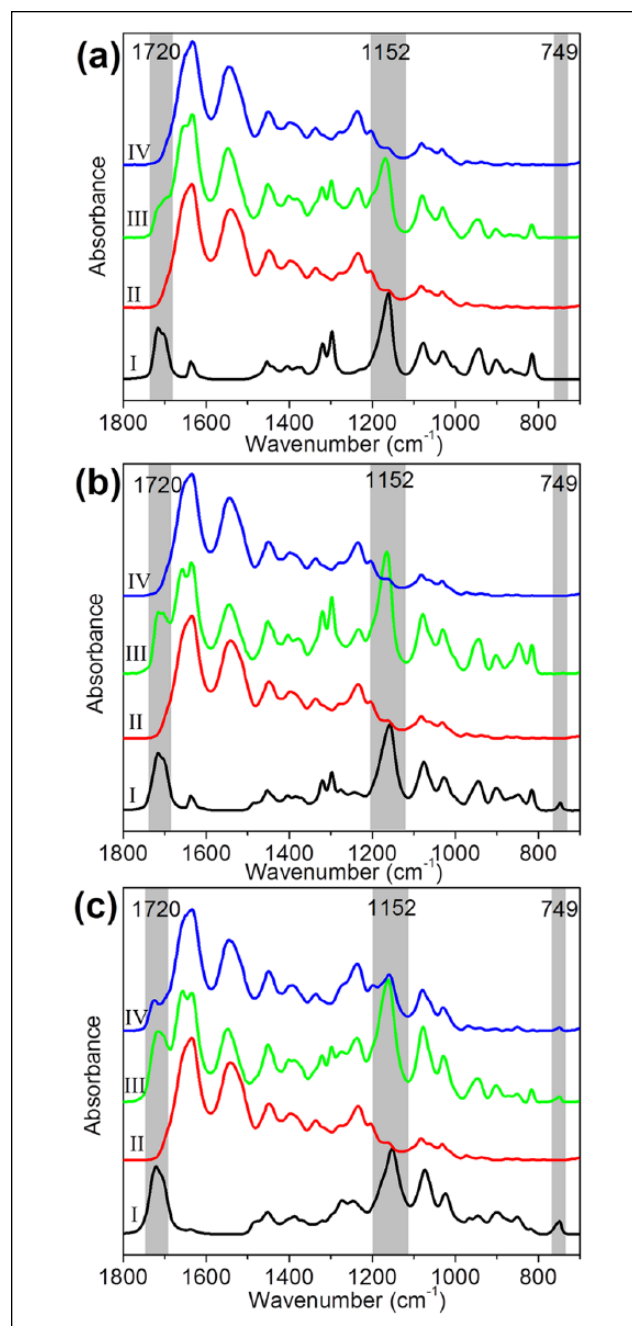 (a) 1720 1152 749
IV
III
II
I
Absorbance
1800 1600 1400 1200 1000 800
Wavenumber (cm⁻¹)
(b) 1720 1152 749
IV
III
II
I
Absorbance
1800 1600 1400 1200 1000 800
Wavenumber (cm⁻¹)
(c) 1720 1152 749
IV
III
II
I
Absorbance
1800 1600 1400 1200 1000 800
Wavenumber (cm⁻¹)